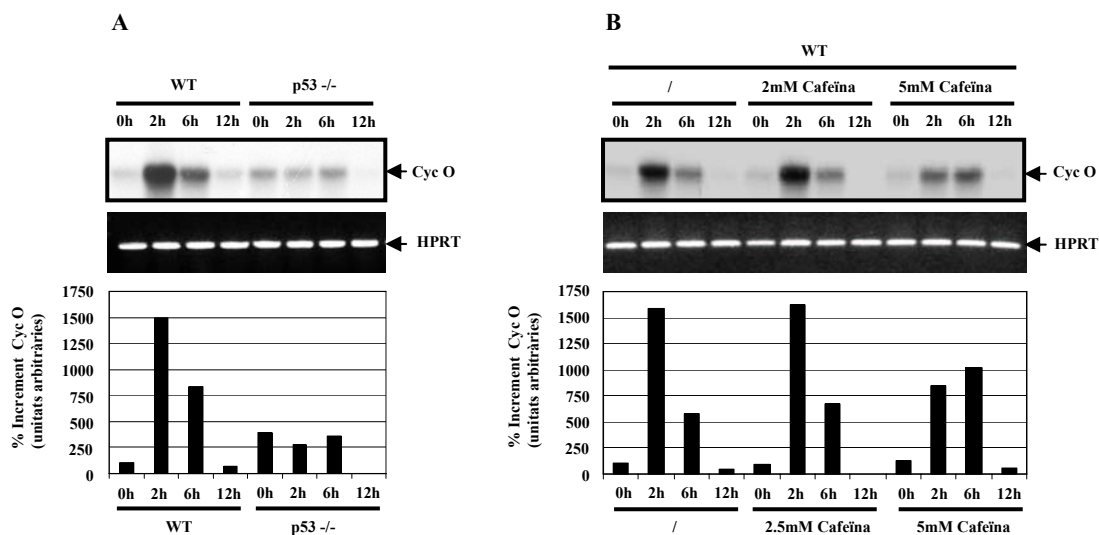 A
WT p53 -/-
0h 2h 6h 12h 0h 2h 6h 12h
Cyc O
HPRT
% Increment Cyc O
(unitats arbitràries)
1750
1500
1250
1000
750
500
250
0
0h 2h 6h 12h 0h 2h 6h 12h
WT p53 -/-
B
WT
/ 2mM Cafeïna 5mM Cafeïna
0h 2h 6h 12h 0h 2h 6h 12h 0h 2h 6h 12h
Cyc O
HPRT
% Increment Cyc O
(unitats arbitràries)
1750
1500
1250
1000
750
500
250
0
0h 2h 6h 12h 0h 2h 6h 12h 0h 2h 6h 12h
/ 2.5mM Cafeïna 5mM Cafeïna